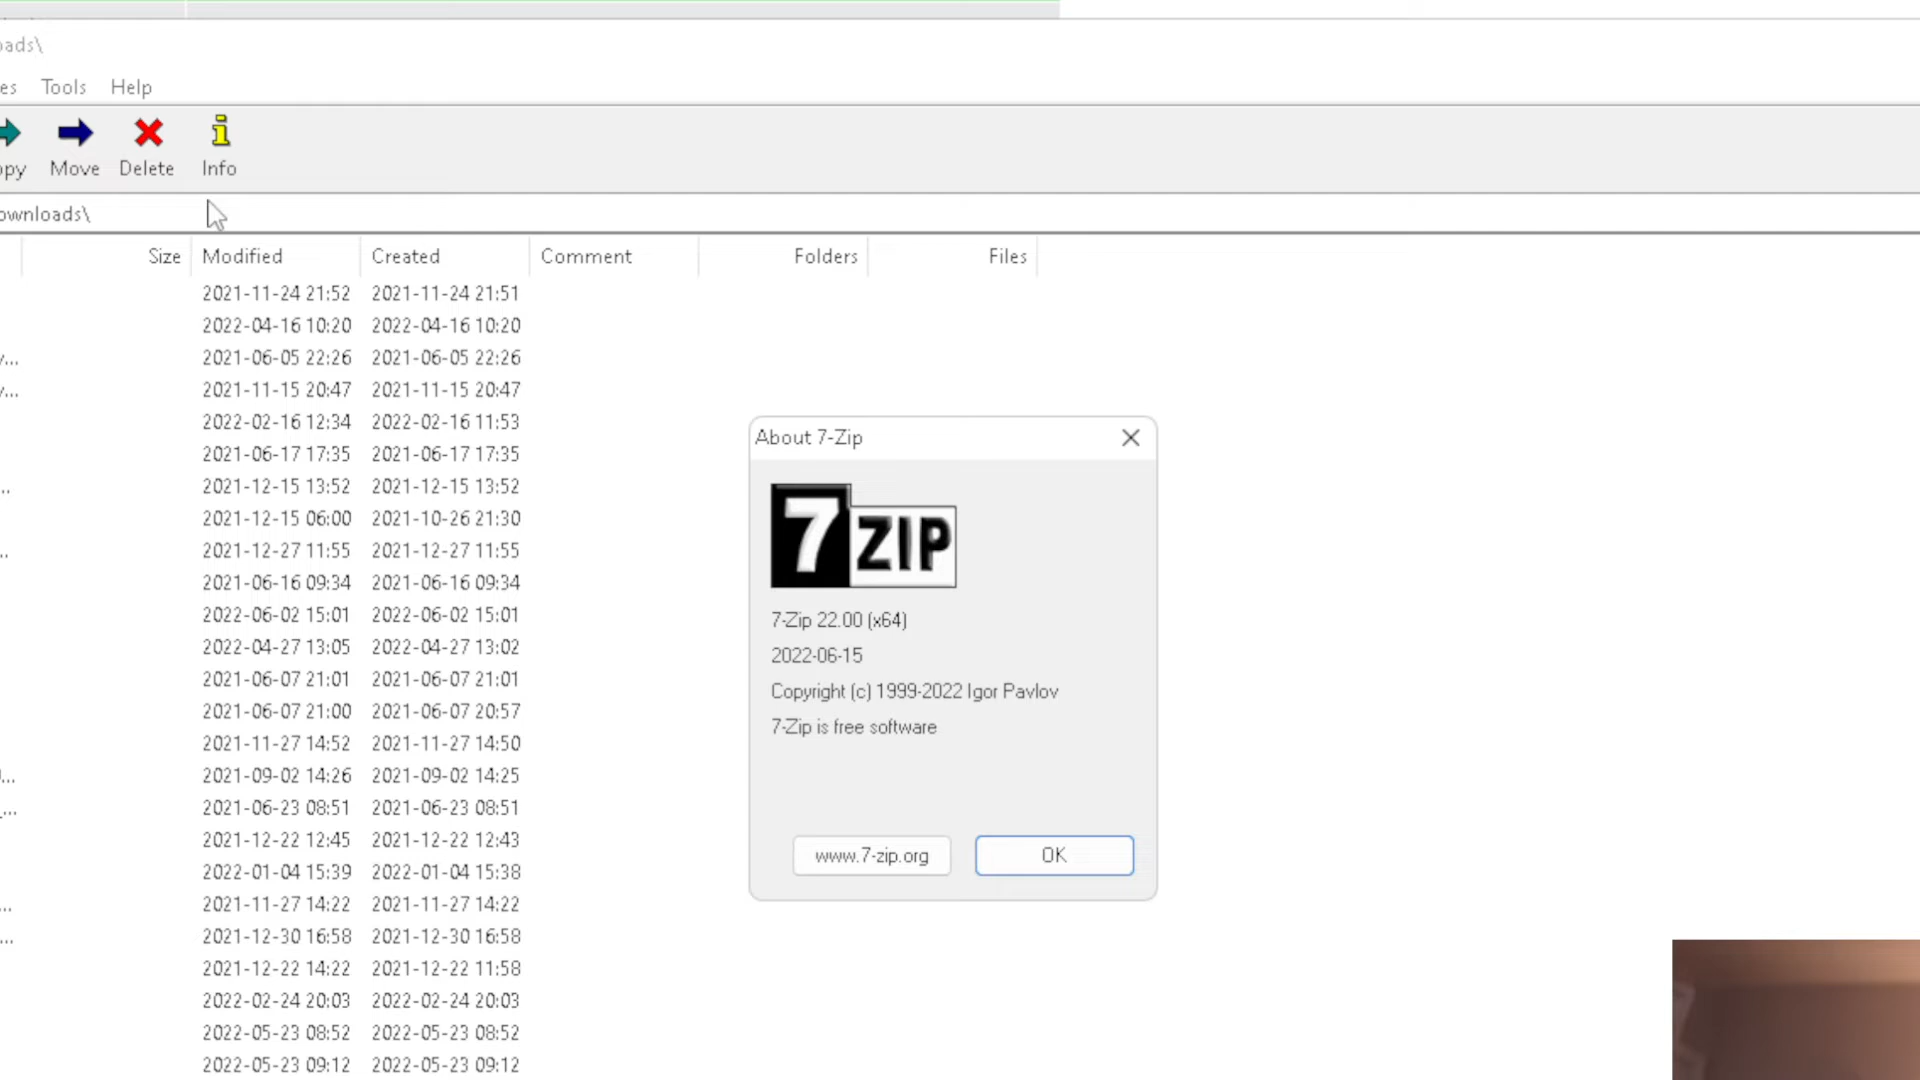 oads\
es Tools Help
opy Move Delete Info
ownloads\
Size Modified Created Comment Folders Files
2021-11-24 21:52 2021-11-24 21:51
2022-04-16 10:20 2022-04-16 10:20
y... 2021-06-05 22:26 2021-06-05 22:26
y... 2021-11-15 20:47 2021-11-15 20:47
2022-02-16 12:34 2022-02-16 11:53
2021-06-17 17:35 2021-06-17 17:35
... 2021-12-15 13:52 2021-12-15 13:52
2021-12-15 06:00 2021-10-26 21:30
... 2021-12-27 11:55 2021-12-27 11:55
2021-06-16 09:34 2021-06-16 09:34
2022-06-02 15:01 2022-06-02 15:01
2022-04-27 13:05 2022-04-27 13:02
2021-06-07 21:01 2021-06-07 21:01
2021-06-07 21:00 2021-06-07 20:57
2021-11-27 14:52 2021-11-27 14:50
... 2021-09-02 14:26 2021-09-02 14:25
_... 2021-06-23 08:51 2021-06-23 08:51
2021-12-22 12:45 2021-12-22 12:43
2022-01-04 15:39 2022-01-04 15:38
... 2021-11-27 14:22 2021-11-27 14:22
... 2021-12-30 16:58 2021-12-30 16:58
2021-12-22 14:22 2021-12-22 11:58
2022-02-24 20:03 2022-02-24 20:03
2022-05-23 08:52 2022-05-23 08:52
2022-05-23 09:12 2022-05-23 09:12
About 7-Zip
7 ZIP
7-Zip 22.00 (x64)
2022-06-15
Copyright (c) 1999-2022 Igor Pavlov
7-Zip is free software
www.7-zip.org OK